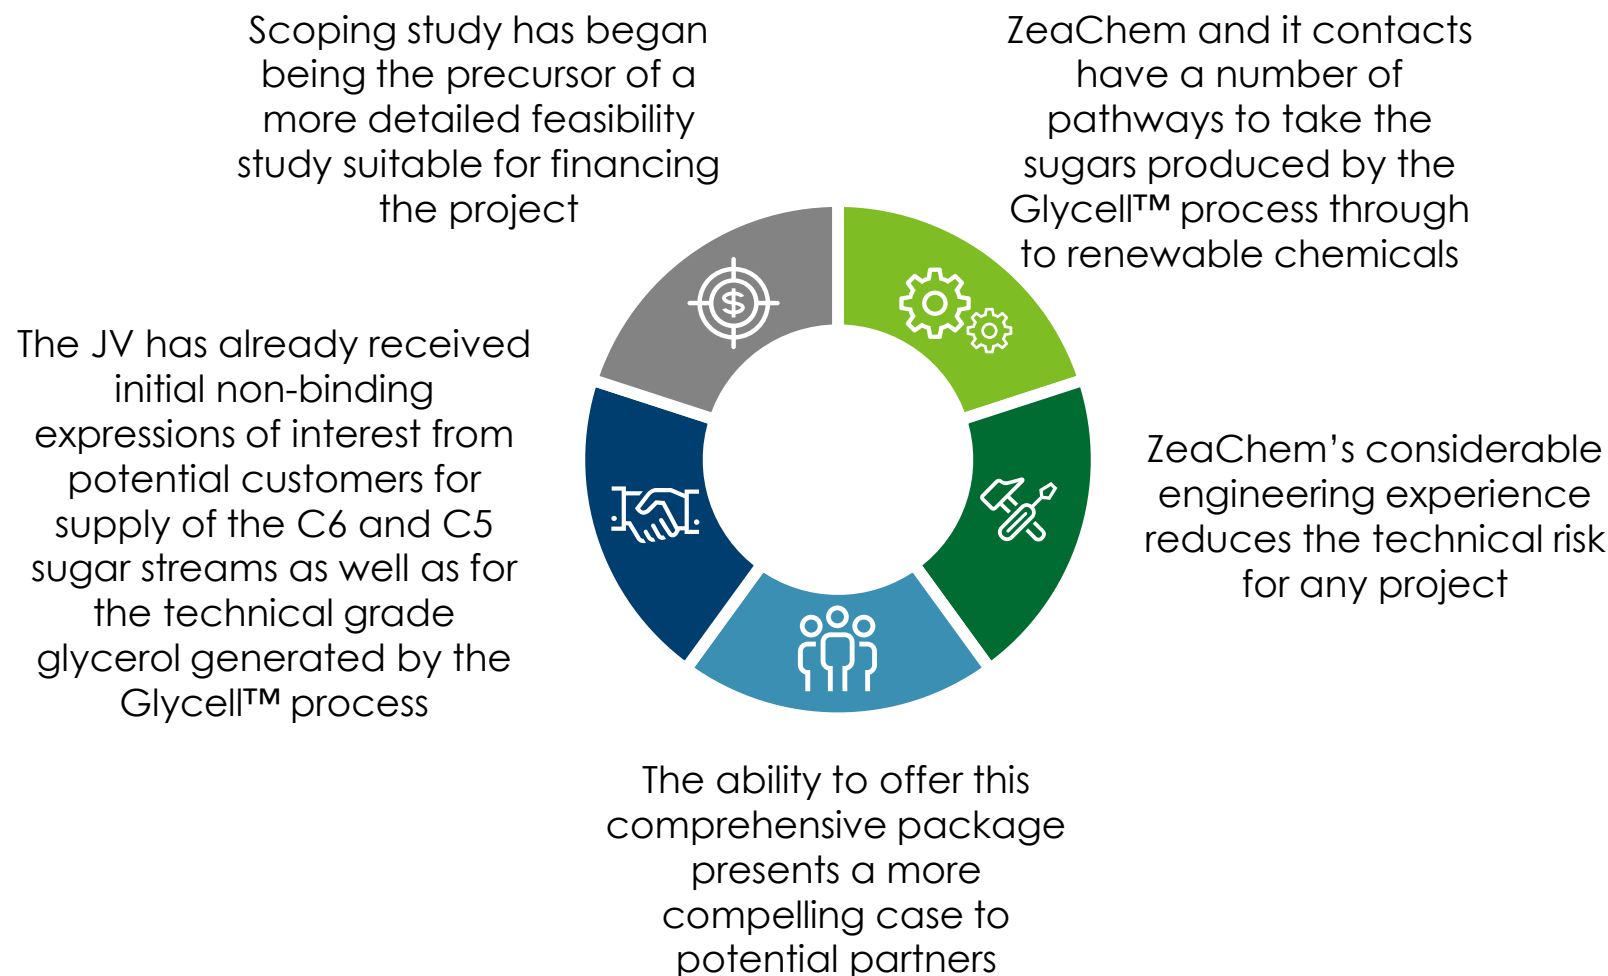 Scoping study has began
being the precursor of a
more detailed feasibility
study suitable for financing
the project
ZeaChem and it contacts
have a number of
pathways to take the
sugars produced by the
Glycell™ process through
to renewable chemicals
The JV has already received
initial non-binding
expressions of interest from
potential customers for
supply of the C6 and C5
sugar streams as well as for
the technical grade
glycerol generated by the
Glycell™ process
$
ZeaChem’s considerable
engineering experience
reduces the technical risk
for any project
The ability to offer this
comprehensive package
presents a more
compelling case to
potential partners